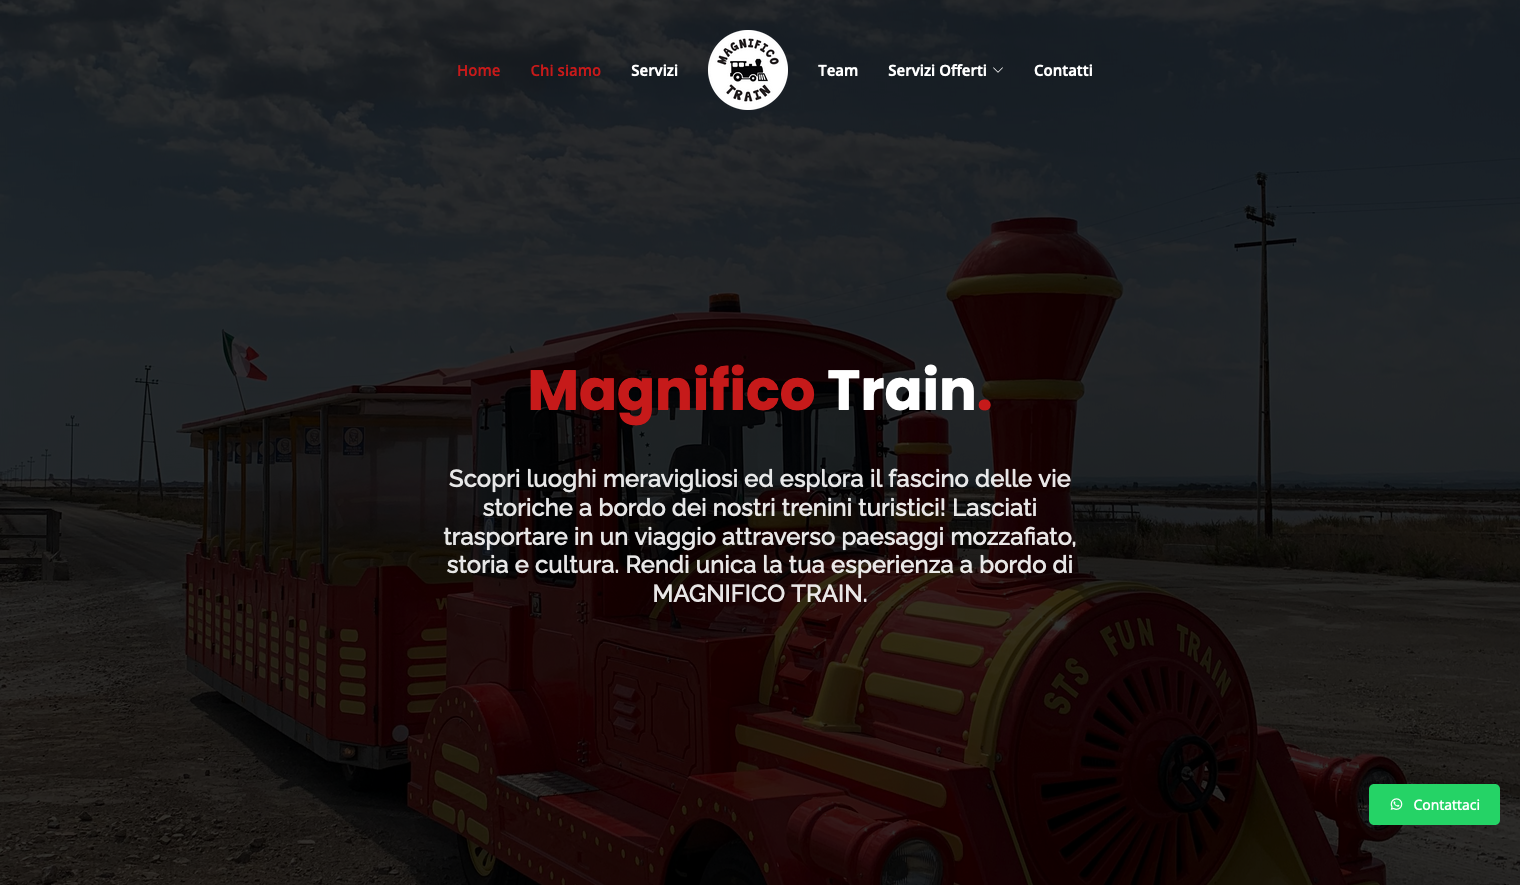 Home
Chi siamo
Servizi
MAGNIFICO
TRAIN
Team
Servizi Offerti
Contatti
Magnifico Train.
Scopri luoghi meravigliosi ed esplora il fascino delle vie
storiche a bordo dei nostri trenini turistici! Lasciati
trasportare in un viaggio attraverso paesaggi mozzafiato,
storia e cultura. Rendi unica la tua esperienza a bordo di
MAGNIFICO TRAIN.
STS FUN TRAIN
Contattaci